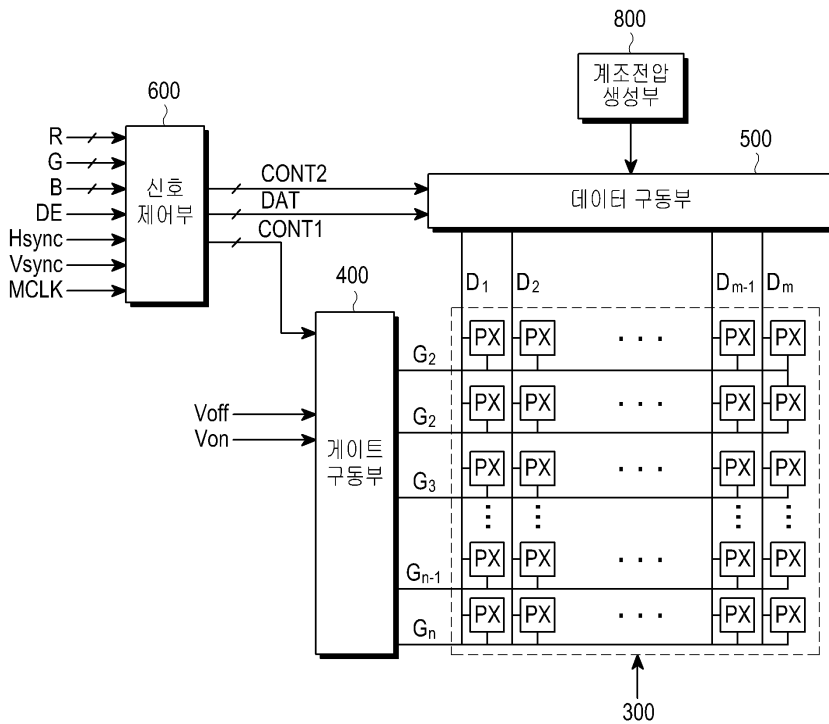 800
계조전압
생성부
600
R
G
B
DE
Hsync
Vsync
MCLK
신호
제어부
CONT2
DAT
CONT1
500
데이터 구동부
D1 D2 Dm-1 Dm
400
Voff
Von
게이트
구동부
PX PX · · · PX PX
G2
PX PX · · · PX PX
G2
PX PX · · · PX PX
G3
PX PX · · · PX PX
Gn-1
PX PX · · · PX PX
Gn
300